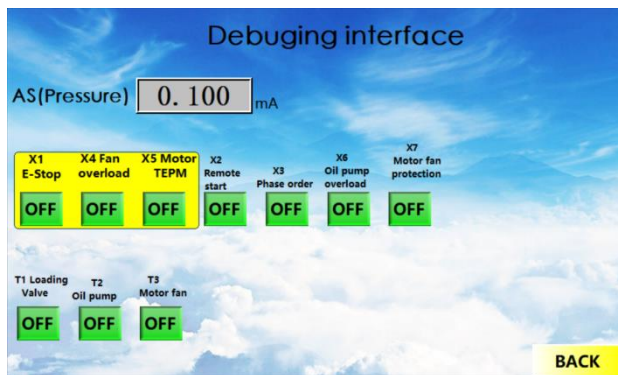 Debuging interface
AS(Pressure) 0.100 mA
X1 E-Stop
X4 Fan overload
X5 Motor TEPM
X2 Remote start
X3 Phase order
X6 Oil pump overload
X7 Motor fan protection
OFF OFF OFF OFF OFF OFF OFF
T1 Loading Valve
T2 Oil pump
T3 Motor fan
OFF OFF OFF
BACK